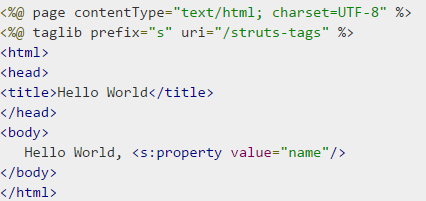 <%@ page contentType="text/html; charset=UTF-8" %>
<%@ taglib prefix="s" uri="/struts-tags" %>
<html>
<head>
<title>Hello World</title>
</head>
<body>
   Hello World, <s:property value="name"/>
</body>
</html>